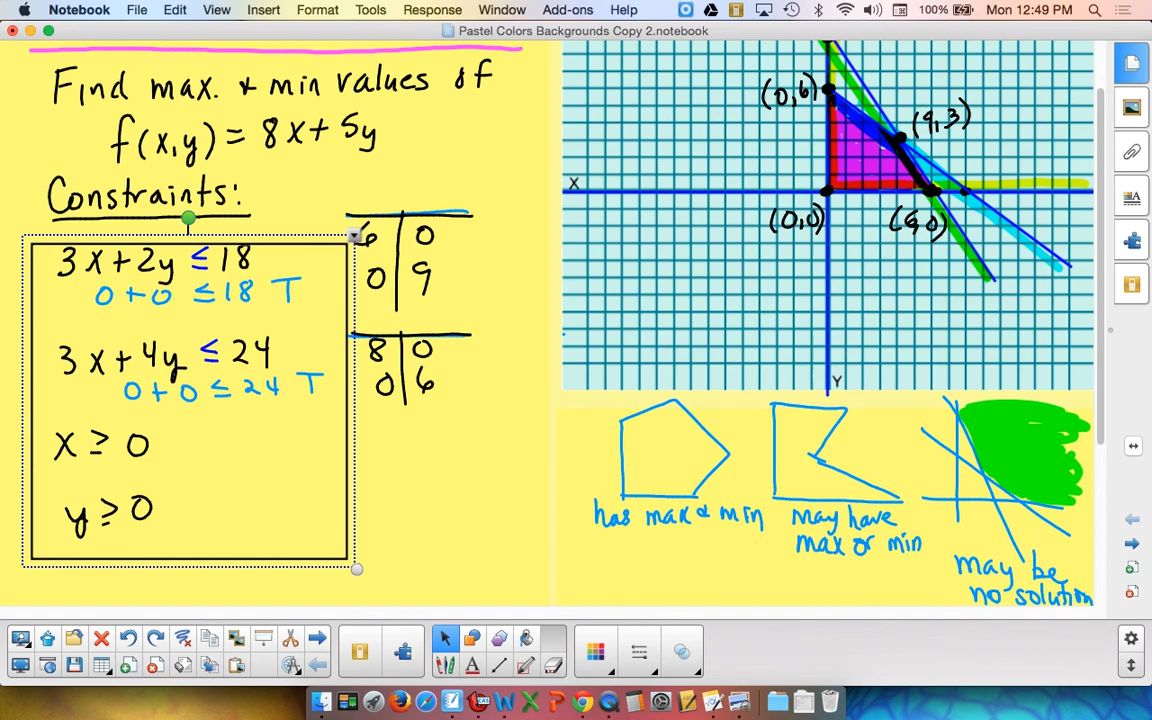 Notebook File Edit View Insert Format Tools Response Window Add-ons Help 100% Mon 12:49 PM
Pastel Colors Backgrounds Copy 2.notebook
Find max. & min values of
f(x,y) = 8x + 5y
Constraints:
3x + 2y ≤ 18
0 + 0 ≤ 18 T
3x + 4y ≤ 24
0 + 0 ≤ 24 T
x ≥ 0
y ≥ 0
6 0
0 9
8 0
0 6
(0,6)
(4,3)
X
(0,0)
(6,0)
Y
has max & min
may have
max or min
may be
no solution